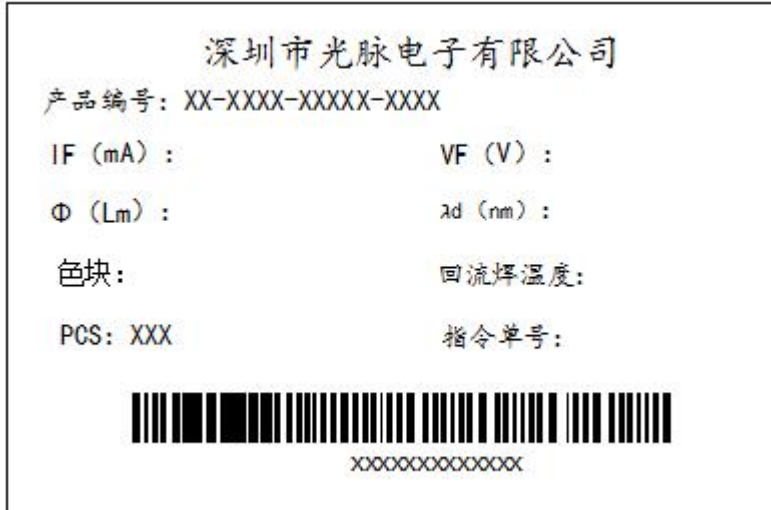 深圳市光脉电子有限公司
产品编号: XX-XXXX-XXXXX-XXXX
IF (mA) : VF (V) :
Φ (Lm) : λd (nm) :
色块: 回流焊温度:
PCS: XXX 指令单号:
XXXXXXXXXXXXX